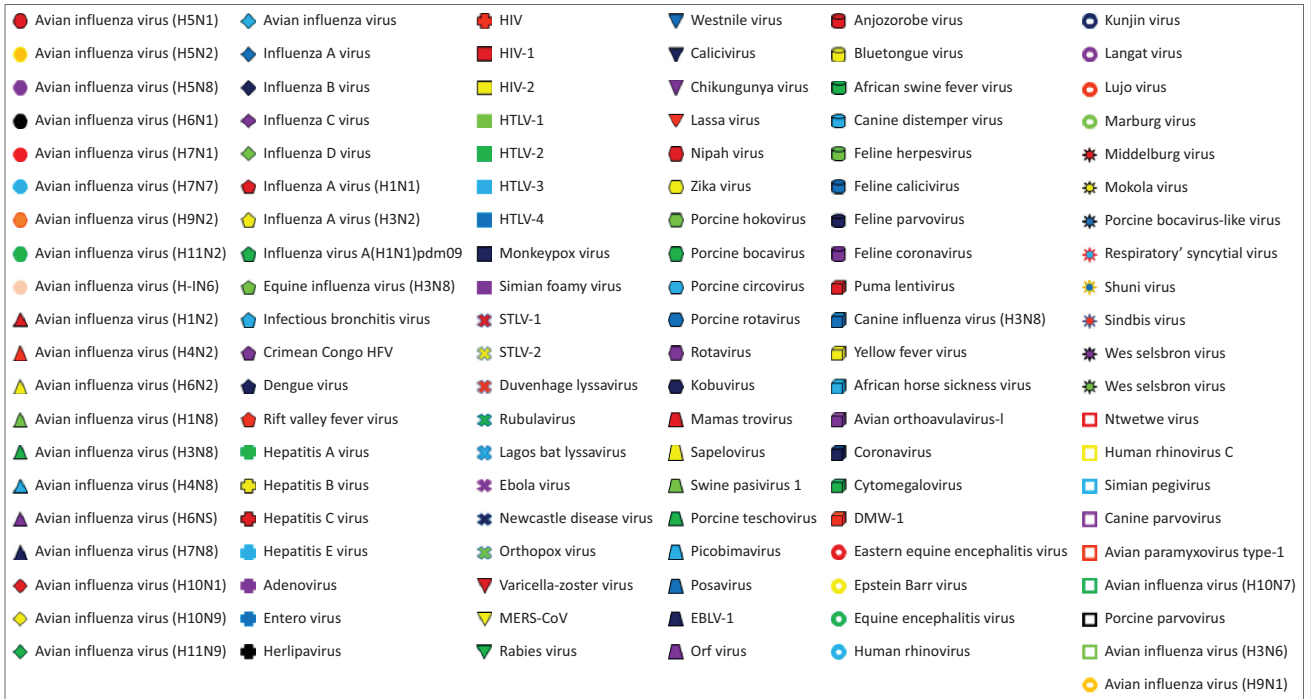 Avian influenza virus (H5N1)
Avian influenza virus (H5N2)
Avian influenza virus (H5N8)
Avian influenza virus (H6N1)
Avian influenza virus (H7N1)
Avian influenza virus (H7N7)
Avian influenza virus (H9N2)
Avian influenza virus (H11N2)
Avian influenza virus (H-IN6)
Avian influenza virus (H1N2)
Avian influenza virus (H4N2)
Avian influenza virus (H6N2)
Avian influenza virus (H1N8)
Avian influenza virus (H3N8)
Avian influenza virus (H4N8)
Avian influenza virus (H6NS)
Avian influenza virus (H7N8)
Avian influenza virus (H10N1)
Avian influenza virus (H10N9)
Avian influenza virus (H11N9)
Avian influenza virus
Influenza A virus
Influenza B virus
Influenza C virus
Influenza D virus
Influenza A virus (H1N1)
Influenza A virus (H3N2)
Influenza virus A(H1N1)pdm09
Equine influenza virus (H3N8)
Infectious bronchitis virus
Crimean Congo HFV
Dengue virus
Rift valley fever virus
Hepatitis A virus
Hepatitis B virus
Hepatitis C virus
Hepatitis E virus
Adenovirus
Entero virus
Herlipavirus
HIV
HIV-1
HIV-2
HTLV-1
HTLV-2
HTLV-3
HTLV-4
Monkeypox virus
Simian foamy virus
STLV-1
STLV-2
Duvenhage lyssavirus
Rubulavirus
Lagos bat lyssavirus
Ebola virus
Newcastle disease virus
Orthopox virus
Varicella-zoster virus
MERS-CoV
Rabies virus
Westnile virus
Calicivirus
Chikungunya virus
Lassa virus
Nipah virus
Zika virus
Porcine hokovirus
Porcine bocavirus
Porcine circovirus
Porcine rotavirus
Rotavirus
Kobuvirus
Mamas trovirus
Sapelovirus
Swine pasivirus 1
Porcine teschovirus
Picobimavirus
Posavirus
EBLV-1
Orf virus
Anjozorobe virus
Bluetongue virus
African swine fever virus
Canine distemper virus
Feline herpesvirus
Feline calicivirus
Feline parvovirus
Feline coronavirus
Puma lentivirus
Canine influenza virus (H3N8)
Yellow fever virus
African horse sickness virus
Avian orthoavulavirus-l
Coronavirus
Cytomegalovirus
DMW-1
Eastern equine encephalitis virus
Epstein Barr virus
Equine encephalitis virus
Human rhinovirus
Kunjin virus
Langat virus
Lujo virus
Marburg virus
Middelburg virus
Mokola virus
Porcine bocavirus-like virus
Respiratory’ syncytial virus
Shuni virus
Sindbis virus
Wes selsbron virus
Wes selsbron virus
Ntwetwe virus
Human rhinovirus C
Simian pegivirus
Canine parvovirus
Avian paramyxovirus type-1
Avian influenza virus (H10N7)
Porcine parvovirus
Avian influenza virus (H3N6)
Avian influenza virus (H9N1)